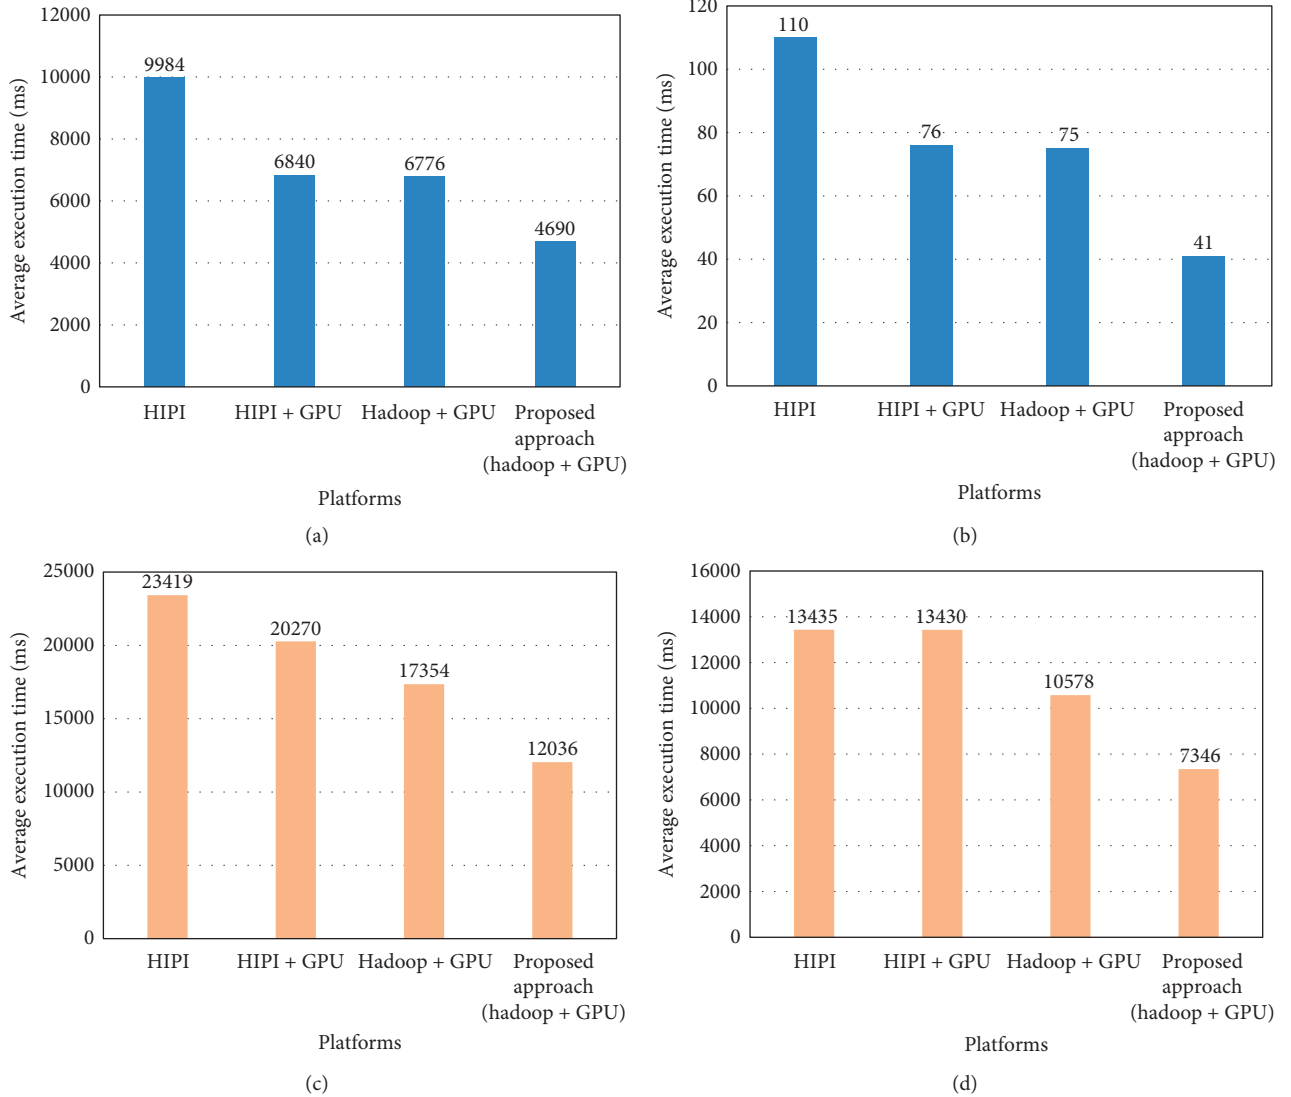 12000
10000
8000
6000
4000
2000
0
Average execution time (ms)
9984
6840
6776
4690
HIPI
HIPI + GPU
Hadoop + GPU
Proposed
approach
(hadoop + GPU)
Platforms
(a)
120
100
80
60
40
20
0
Average execution time (ms)
110
76
75
41
HIPI
HIPI + GPU
Hadoop + GPU
Proposed
approach
(hadoop + GPU)
Platforms
(b)
25000
20000
15000
10000
5000
0
Average execution time (ms)
23419
20270
17354
12036
HIPI
HIPI + GPU
Hadoop + GPU
Proposed
approach
(hadoop + GPU)
Platforms
(c)
16000
14000
12000
10000
8000
6000
4000
2000
0
Average execution time (ms)
13435
13430
10578
7346
HIPI
HIPI + GPU
Hadoop + GPU
Proposed
approach
(hadoop + GPU)
Platforms
(d)